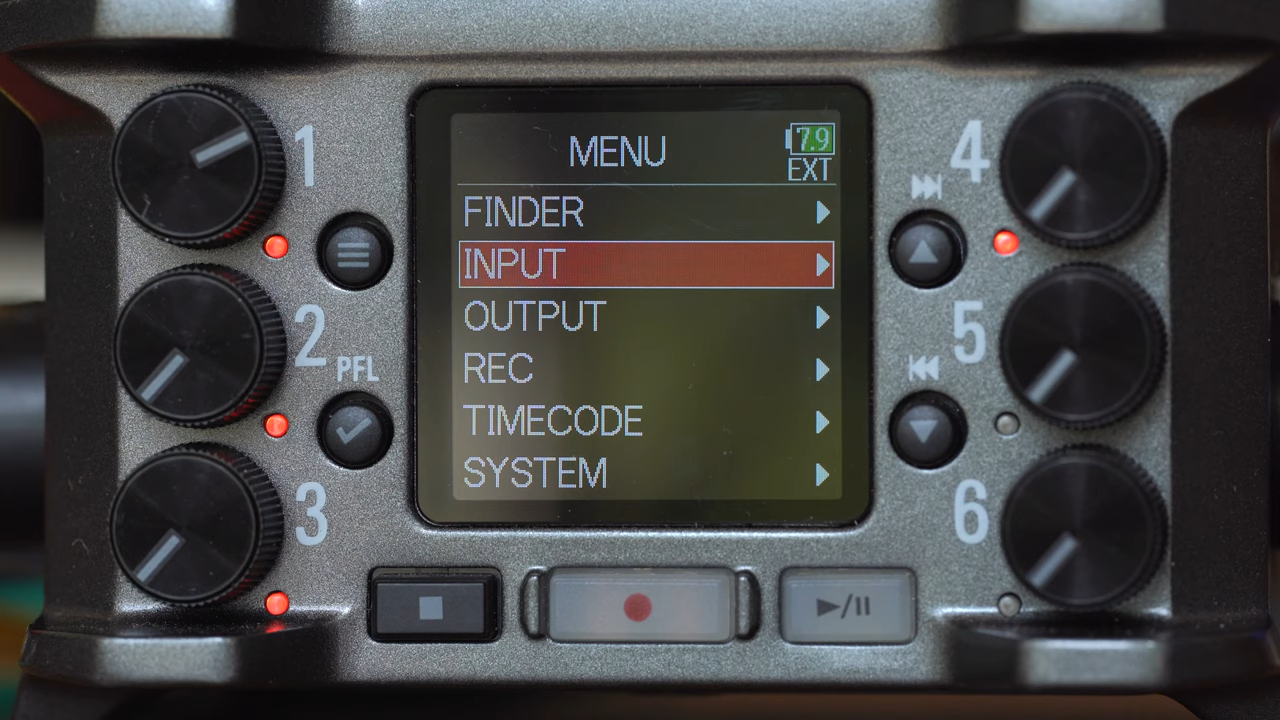 1
2
PFL
3
MENU
7.9
EXT
FINDER
INPUT
OUTPUT
REC
TIMECODE
SYSTEM
4
5
6